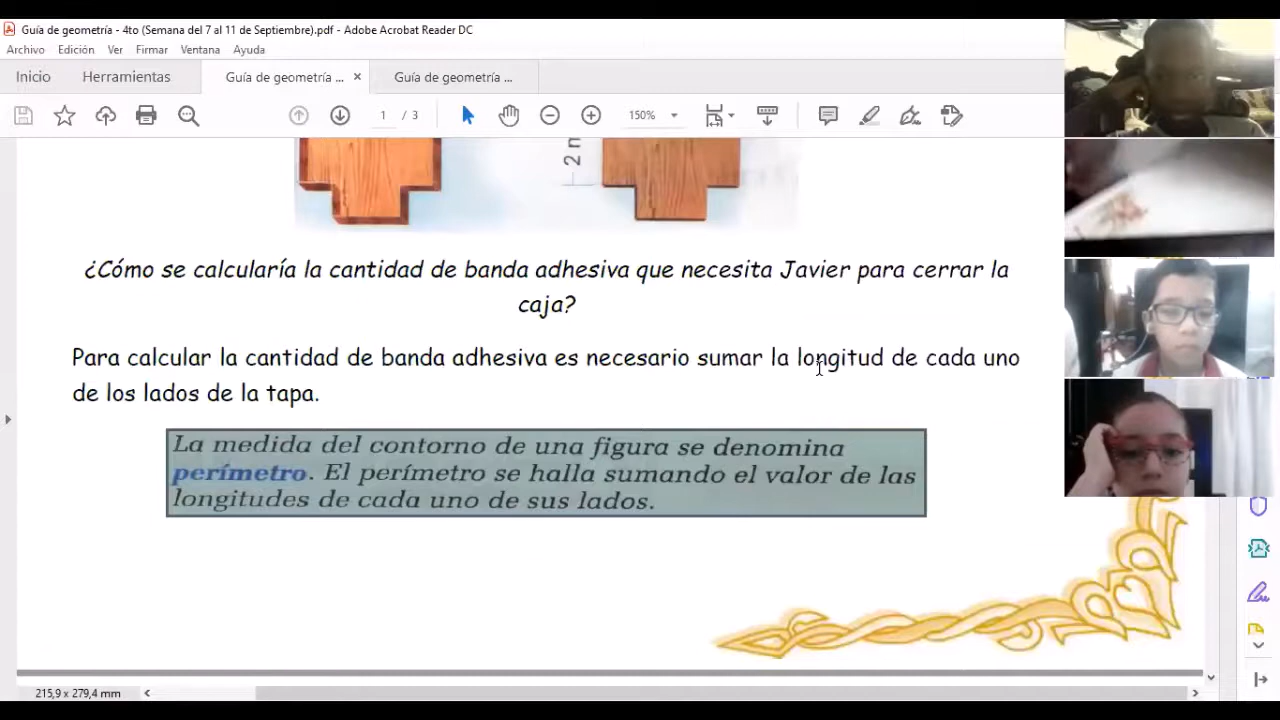 Guía de geometría - 4to (Semana del 7 al 11 de Septiembre).pdf - Adobe Acrobat Reader DC
Archivo Edición Ver Firmar Ventana Ayuda
Inicio Herramientas Guía de geometría ... × Guía de geometría ...
1 / 3 150%
2 m
¿Cómo se calcularía la cantidad de banda adhesiva que necesita Javier para cerrar la
caja?
Para calcular la cantidad de banda adhesiva es necesario sumar la longitud de cada uno
de los lados de la tapa.
La medida del contorno de una figura se denomina
perímetro. El perímetro se halla sumando el valor de las
longitudes de cada uno de sus lados.
215,9 x 279,4 mm